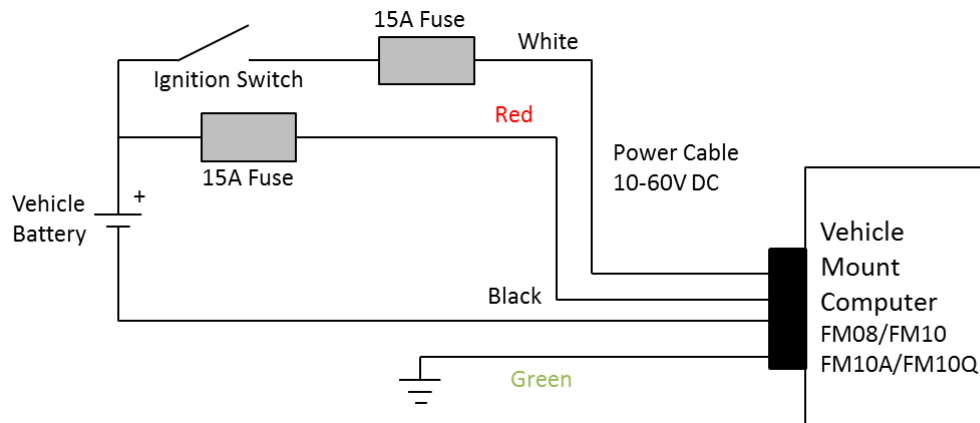 15A Fuse
White
Ignition Switch
Red
15A Fuse
Power Cable
10-60V DC
+
Vehicle
Battery
Vehicle
Mount
Computer
FM08/FM10
FM10A/FM10Q
Black
Green